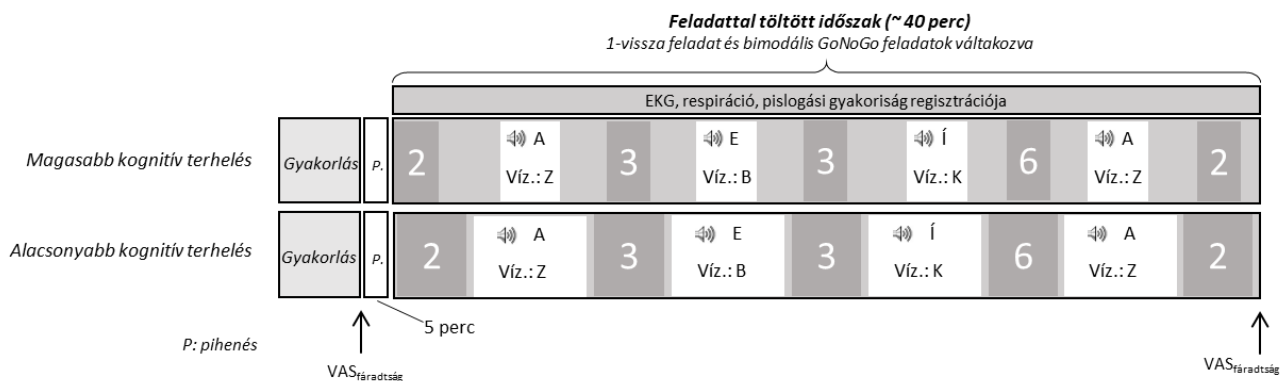 Feladattal töltött időszak (~ 40 perc)
1-vissza feladat és bimodális GoNoGo feladatok váltakozva
EKG, respiráció, pislogási gyakoriság regisztrációja
Magasabb kognitív terhelés
Gyakorlás
P.
2
A
Víz.: Z
3
E
Víz.: B
3
Í
Víz.: K
6
A
Víz.: Z
2
Alacsonyabb kognitív terhelés
Gyakorlás
P.
2
A
Víz.: Z
3
E
Víz.: B
3
Í
Víz.: K
6
A
Víz.: Z
2
5 perc
P: pihenés
VASfáradtság
VASfáradtság